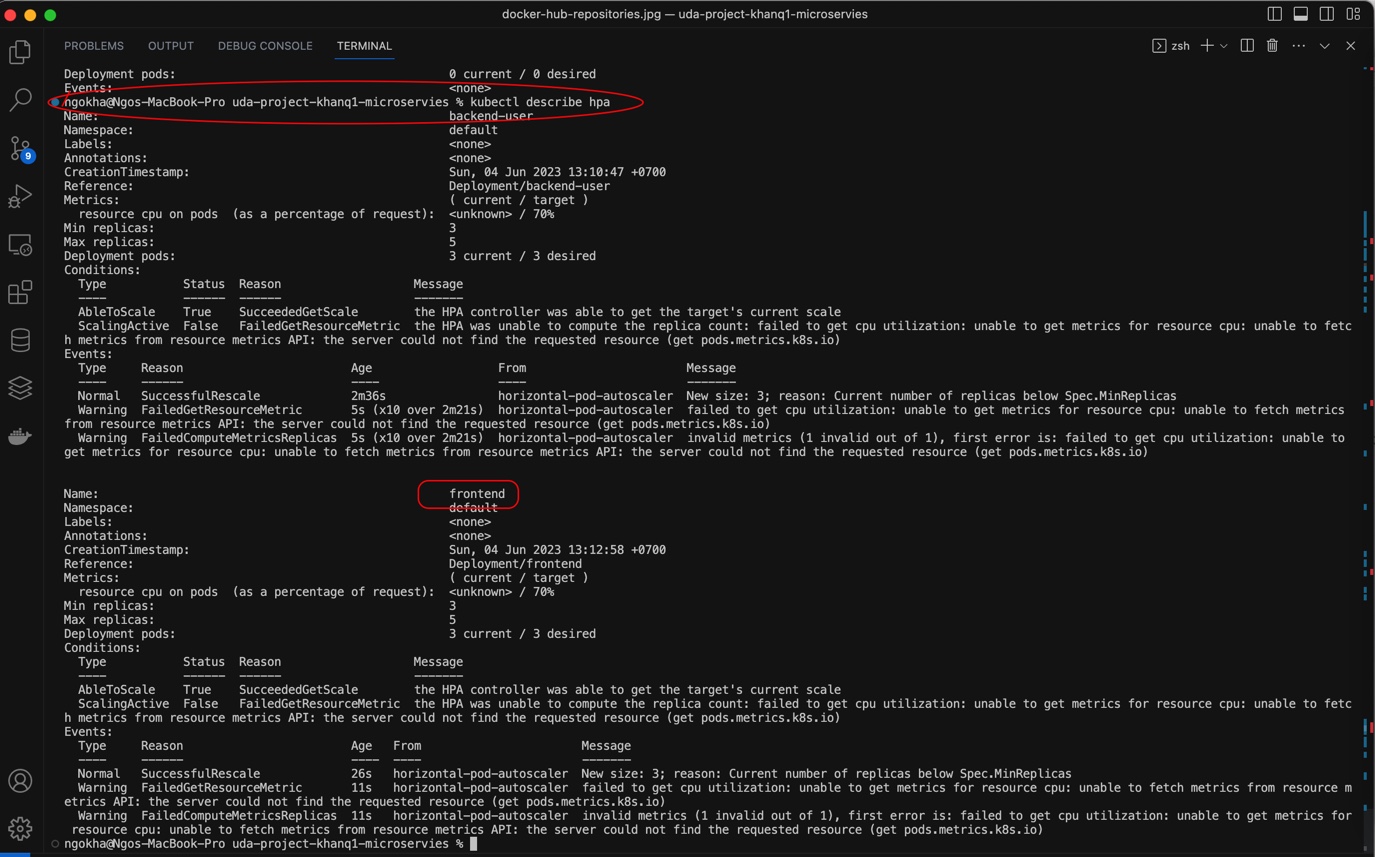 docker-hub-repositories.jpg — uda-project-khanq1-microservies
PROBLEMS OUTPUT DEBUG CONSOLE TERMINAL
zsh
9
Deployment pods: 0 current / 0 desired
Events: <none>
ngokha@Ngos-MacBook-Pro uda-project-khanq1-microservies % kubectl describe hpa
Name: backend-user
Namespace: default
Labels: <none>
Annotations: <none>
CreationTimestamp: Sun, 04 Jun 2023 13:10:47 +0700
Reference: Deployment/backend-user
Metrics: ( current / target )
resource cpu on pods (as a percentage of request): <unknown> / 70%
Min replicas: 3
Max replicas: 5
Deployment pods: 3 current / 3 desired
Conditions:
Type Status Reason Message
---- ------ ------ -------
AbleToScale True SucceededGetScale the HPA controller was able to get the target's current scale
ScalingActive False FailedGetResourceMetric the HPA was unable to compute the replica count: failed to get cpu utilization: unable to get metrics for resource cpu: unable to fetc
h metrics from resource metrics API: the server could not find the requested resource (get pods.metrics.k8s.io)
Events:
Type Reason Age From Message
---- ------ ---- ---- -------
Normal SuccessfulRescale 2m36s horizontal-pod-autoscaler New size: 3; reason: Current number of replicas below Spec.MinReplicas
Warning FailedGetResourceMetric 5s (x10 over 2m21s) horizontal-pod-autoscaler failed to get cpu utilization: unable to get metrics for resource cpu: unable to fetch metrics
from resource metrics API: the server could not find the requested resource (get pods.metrics.k8s.io)
Warning FailedComputeMetricsReplicas 5s (x10 over 2m21s) horizontal-pod-autoscaler invalid metrics (1 invalid out of 1), first error is: failed to get cpu utilization: unable to
get metrics for resource cpu: unable to fetch metrics from resource metrics API: the server could not find the requested resource (get pods.metrics.k8s.io)
Name: frontend
Namespace: default
Labels: <none>
Annotations: <none>
CreationTimestamp: Sun, 04 Jun 2023 13:12:58 +0700
Reference: Deployment/frontend
Metrics: ( current / target )
resource cpu on pods (as a percentage of request): <unknown> / 70%
Min replicas: 3
Max replicas: 5
Deployment pods: 3 current / 3 desired
Conditions:
Type Status Reason Message
---- ------ ------ -------
AbleToScale True SucceededGetScale the HPA controller was able to get the target's current scale
ScalingActive False FailedGetResourceMetric the HPA was unable to compute the replica count: failed to get cpu utilization: unable to get metrics for resource cpu: unable to fetc
h metrics from resource metrics API: the server could not find the requested resource (get pods.metrics.k8s.io)
Events:
Type Reason Age From Message
---- ------ ---- ---- -------
Normal SuccessfulRescale 26s horizontal-pod-autoscaler New size: 3; reason: Current number of replicas below Spec.MinReplicas
Warning FailedGetResourceMetric 11s horizontal-pod-autoscaler failed to get cpu utilization: unable to get metrics for resource cpu: unable to fetch metrics from resource m
etrics API: the server could not find the requested resource (get pods.metrics.k8s.io)
Warning FailedComputeMetricsReplicas 11s horizontal-pod-autoscaler invalid metrics (1 invalid out of 1), first error is: failed to get cpu utilization: unable to get metrics for
resource cpu: unable to fetch metrics from resource metrics API: the server could not find the requested resource (get pods.metrics.k8s.io)
ngokha@Ngos-MacBook-Pro uda-project-khanq1-microservies %